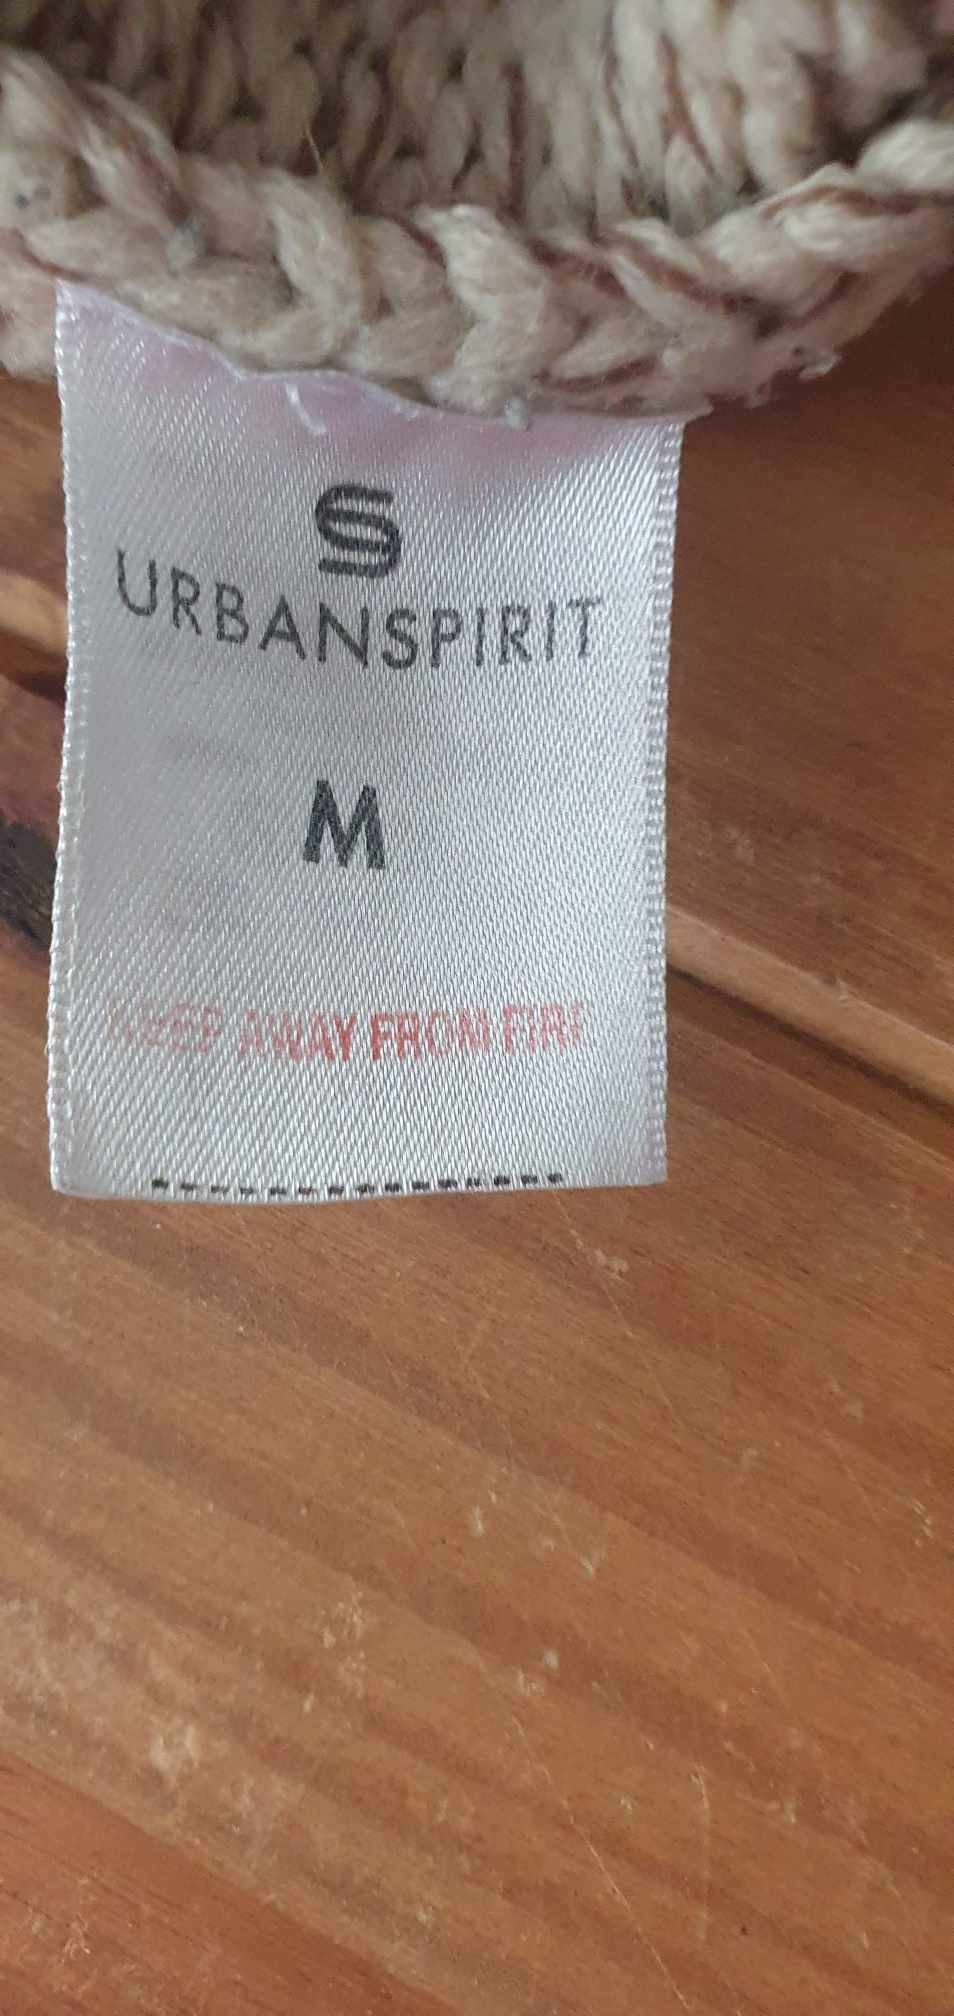 S
URBANSPIRIT
M
KEEP AWAY FROM FIRE